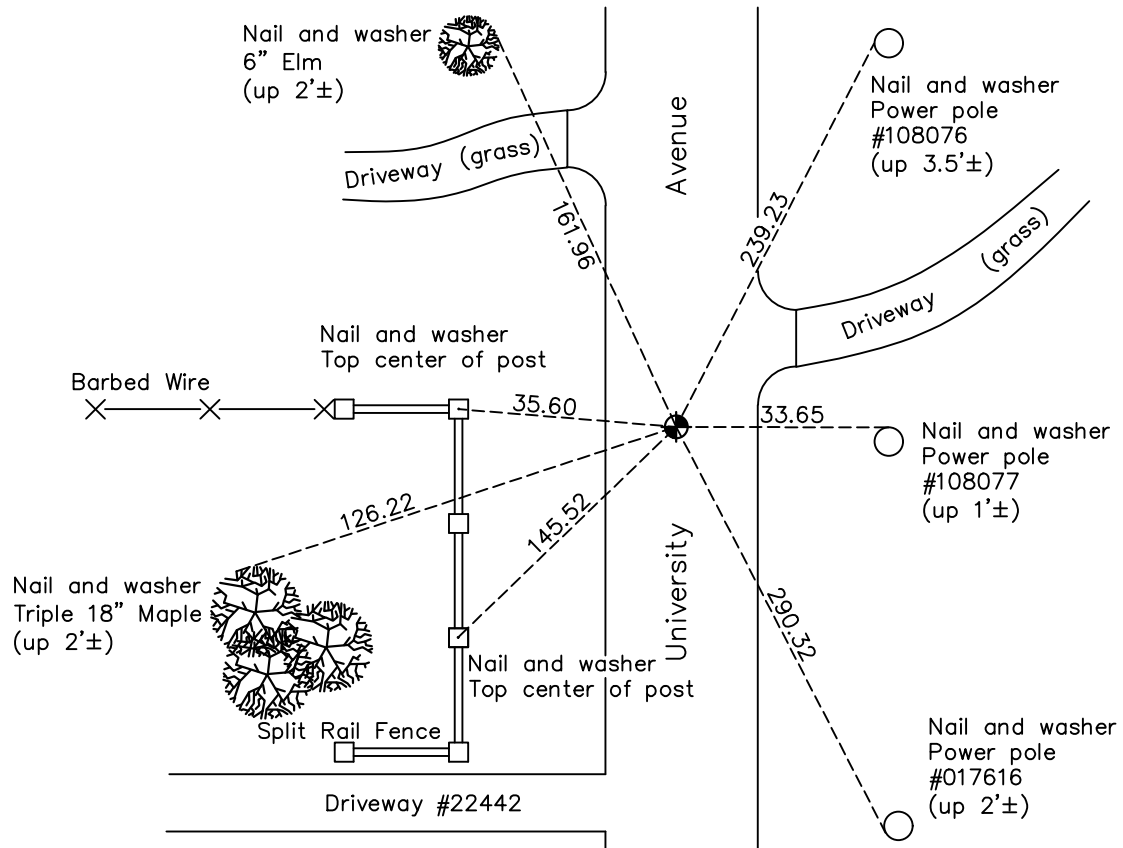 Nail and washer
6” Elm
(up 2'±)
Avenue
Nail and washer
Power pole
#108076
(up 3.5'±)
Driveway (grass)
161.96
239.23
Driveway (grass)
Nail and washer
Top center of post
Barbed Wire
35.60
33.65
Nail and washer
Power pole
#108077
(up 1'±)
126.22
145.52
University
Nail and washer
Triple 18” Maple
(up 2'±)
290.32
Nail and washer
Top center of post
Split Rail Fence
Nail and washer
Power pole
#017616
(up 2'±)
Driveway #22442